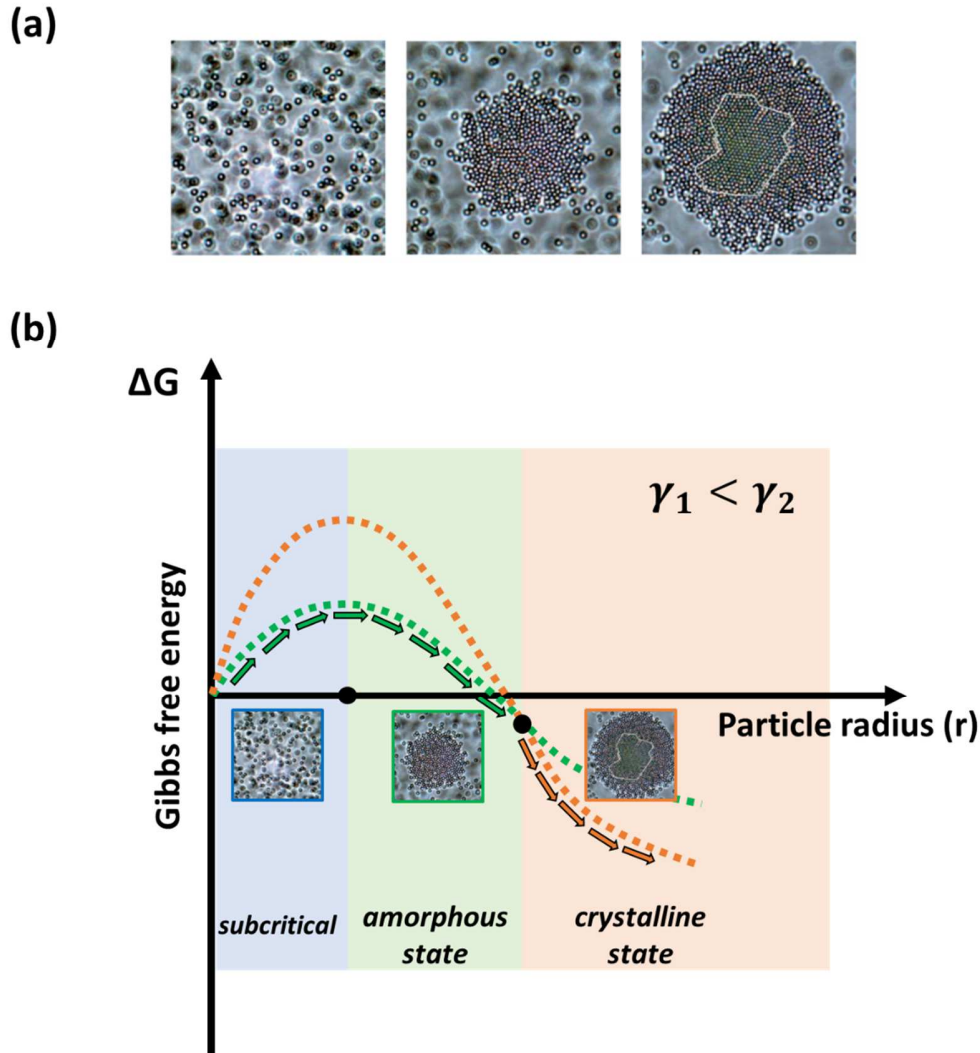 (a)
(b)
ΔG
γ₁ < γ₂
Gibbs free energy
Particle radius (r)
subcritical
amorphous
state
crystalline
state